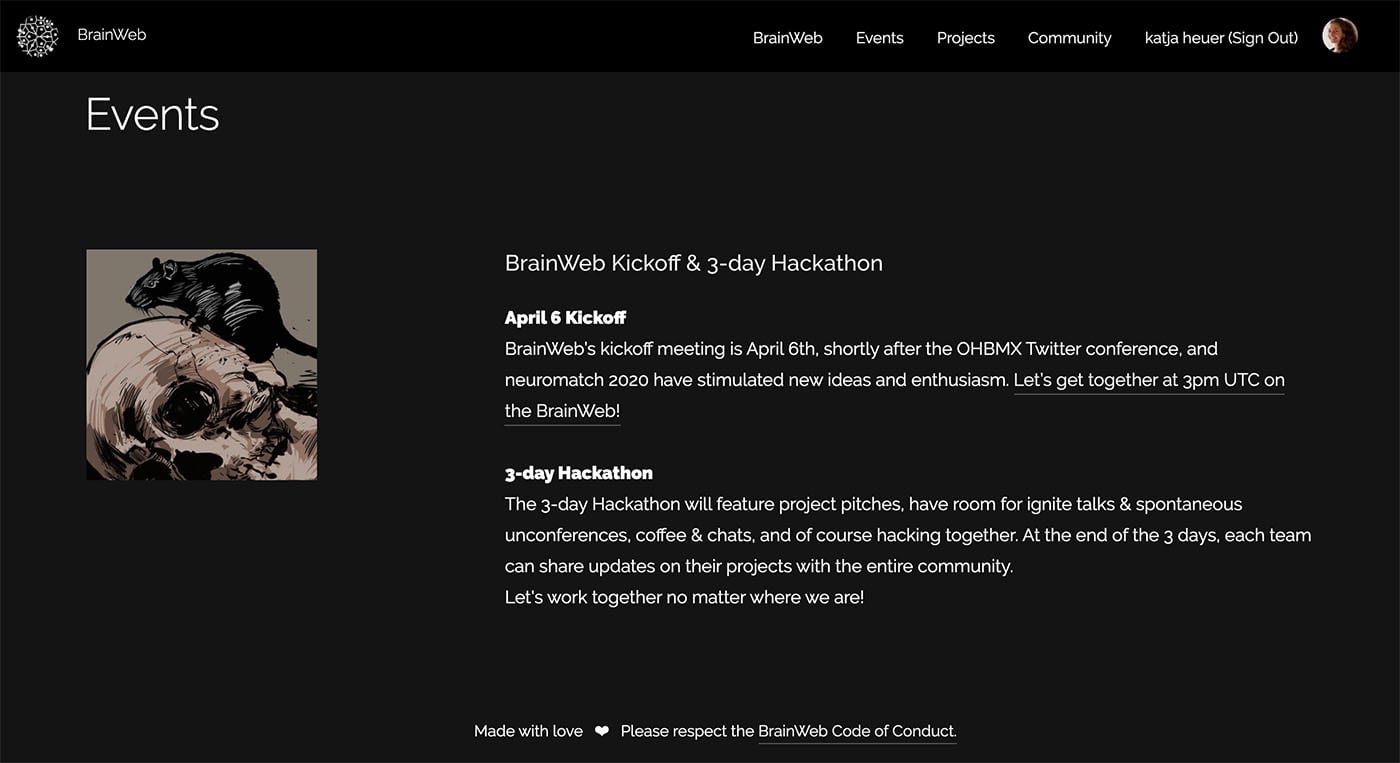 BrainWeb
BrainWeb Events Projects Community katja heuer (Sign Out)
Events
BrainWeb Kickoff & 3-day Hackathon
April 6 Kickoff
BrainWeb's kickoff meeting is April 6th, shortly after the OHBMX Twitter conference, and
neuromatch 2020 have stimulated new ideas and enthusiasm. Let's get together at 3pm UTC on
the BrainWeb!
3-day Hackathon
The 3-day Hackathon will feature project pitches, have room for ignite talks & spontaneous
unconferences, coffee & chats, and of course hacking together. At the end of the 3 days, each team
can share updates on their projects with the entire community.
Let's work together no matter where we are!
Made with love ❤ Please respect the BrainWeb Code of Conduct.